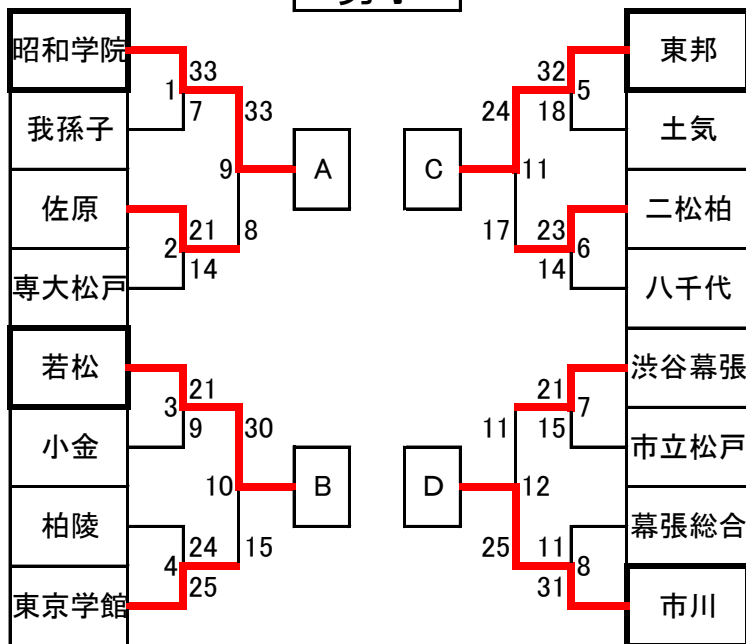 昭和学院
33
1
7
33
我孫子
9
A
佐原
21
8
2
14
専大松戸
若松
21
3
9
30
小金
10
B
柏陵
24
15
4
25
東京学館
東邦
32
5
24
18
土気
C
11
二松柏
17
23
6
14
八千代
渋谷幕張
21
7
11
15
市立松戸
D
12
幕張総合
25
11
8
31
市川